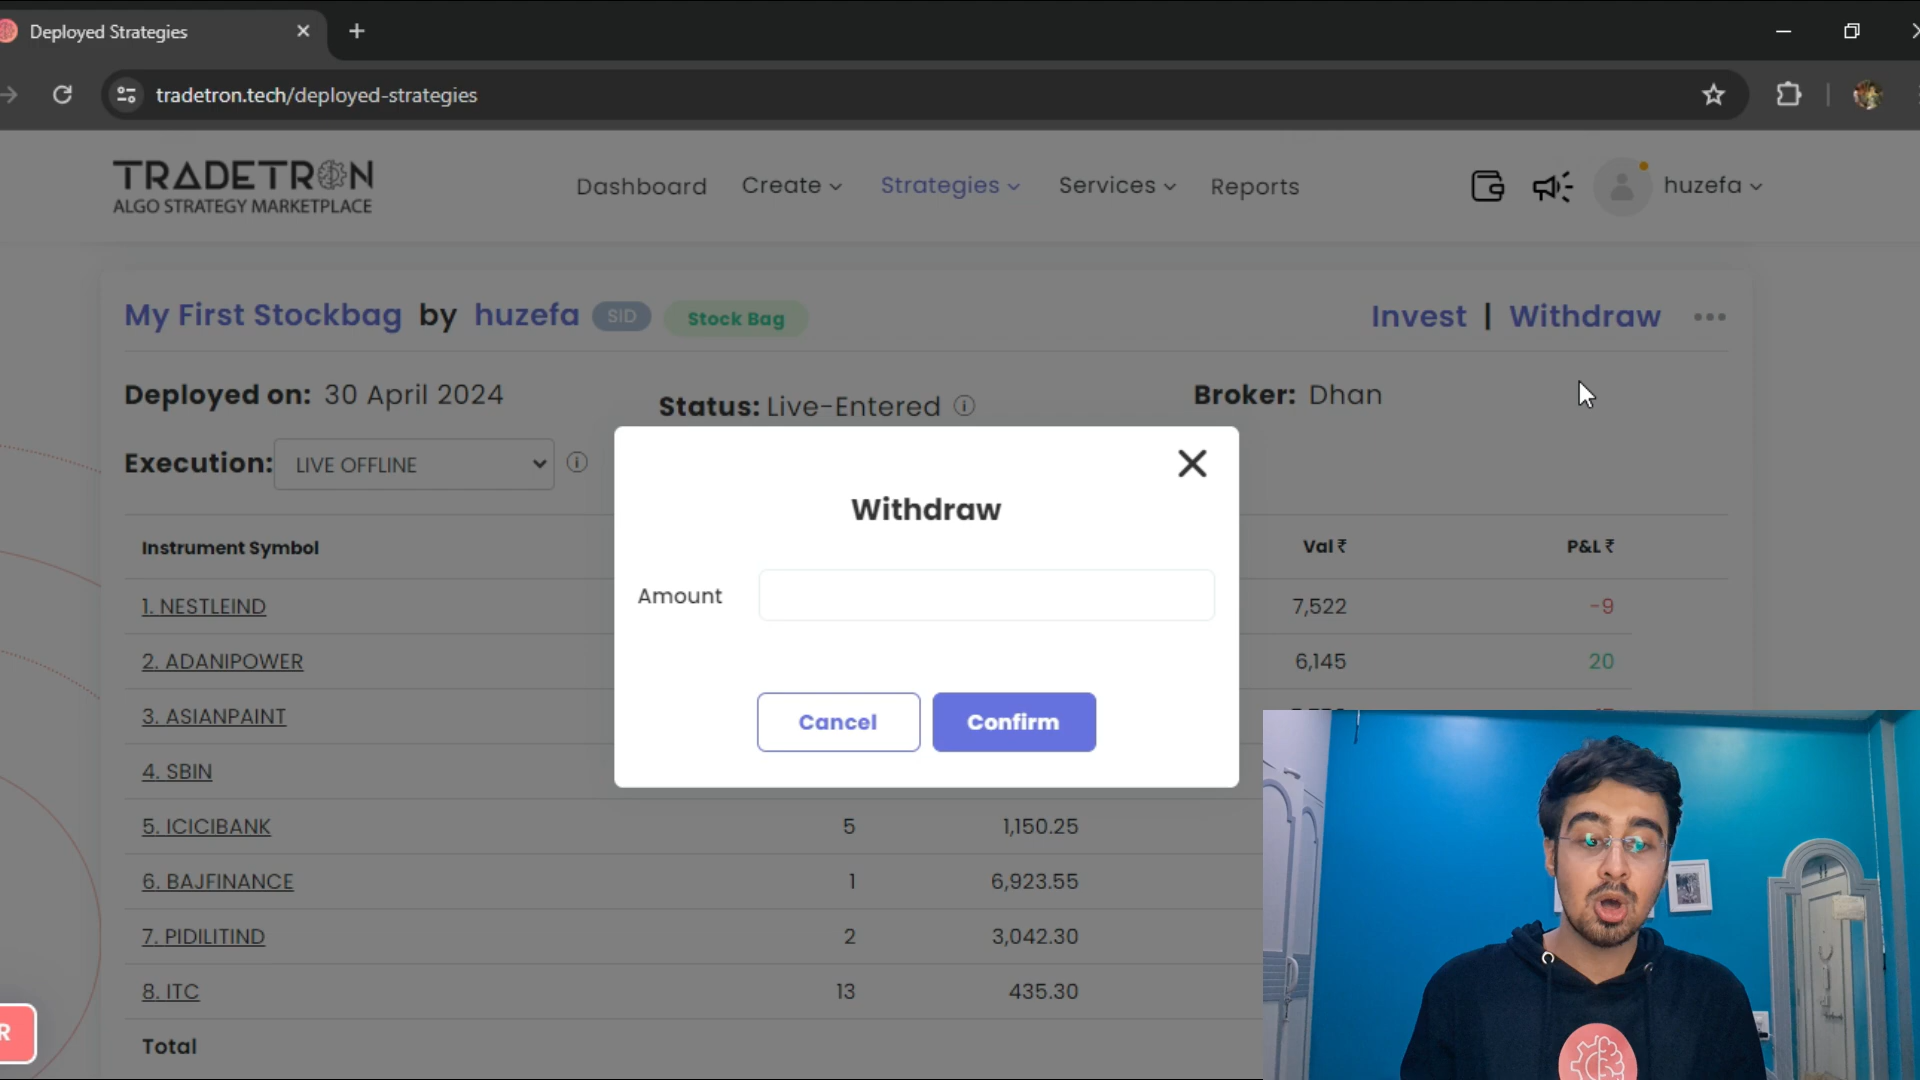 Deployed Strategies
tradetron.tech/deployed-strategies
TRADETRON
ALGO STRATEGY MARKETPLACE
Dashboard Create Strategies Services Reports huzefa
My First Stockbag by huzefa SID Stock Bag Invest | Withdraw
Deployed on: 30 April 2024 Status: Live-Entered Broker: Dhan
Execution: LIVE OFFLINE
Withdraw
Amount
Cancel Confirm
Instrument Symbol Val ₹ P&L ₹
1. NESTLEIND 7,522 -9
2. ADANIPOWER 6,145 20
3. ASIANPAINT
4. SBIN
5. ICICIBANK 5 1,150.25
6. BAJFINANCE 1 6,923.55
7. PIDILITIND 2 3,042.30
8. ITC 13 435.30
Total
R